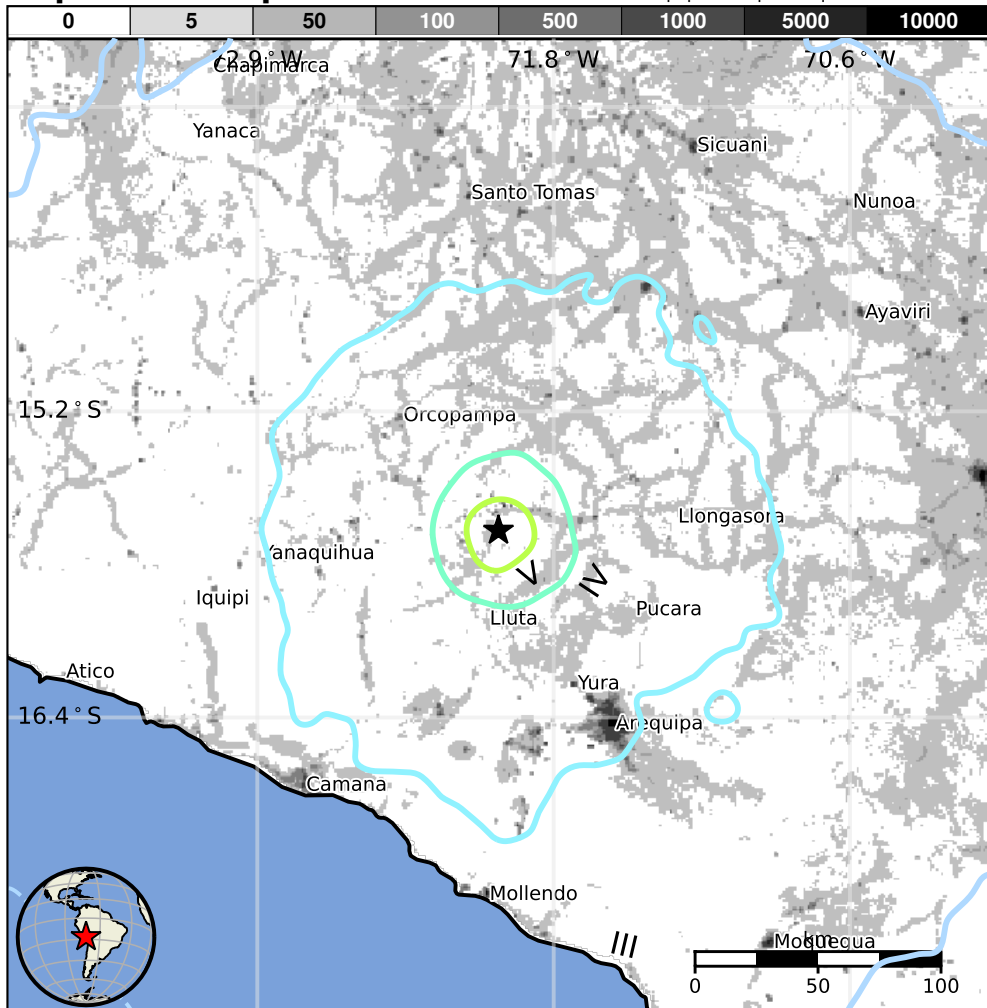 0 5 50 100 500 1000 5000 10000
72.9°W 71.8°W 70.6°W
Chapimarca
Yanaca
Sicuani
Santo Tomas
Nunoa
Ayaviri
15.2°S
Orcopampa
Llongasora
Yanaquihua
V
IV
Iquipi
Pucara
Lluta
Atico
Yura
16.4°S
Arequipa
Camana
Mollendo
III
Moquegua
km
0 50 100